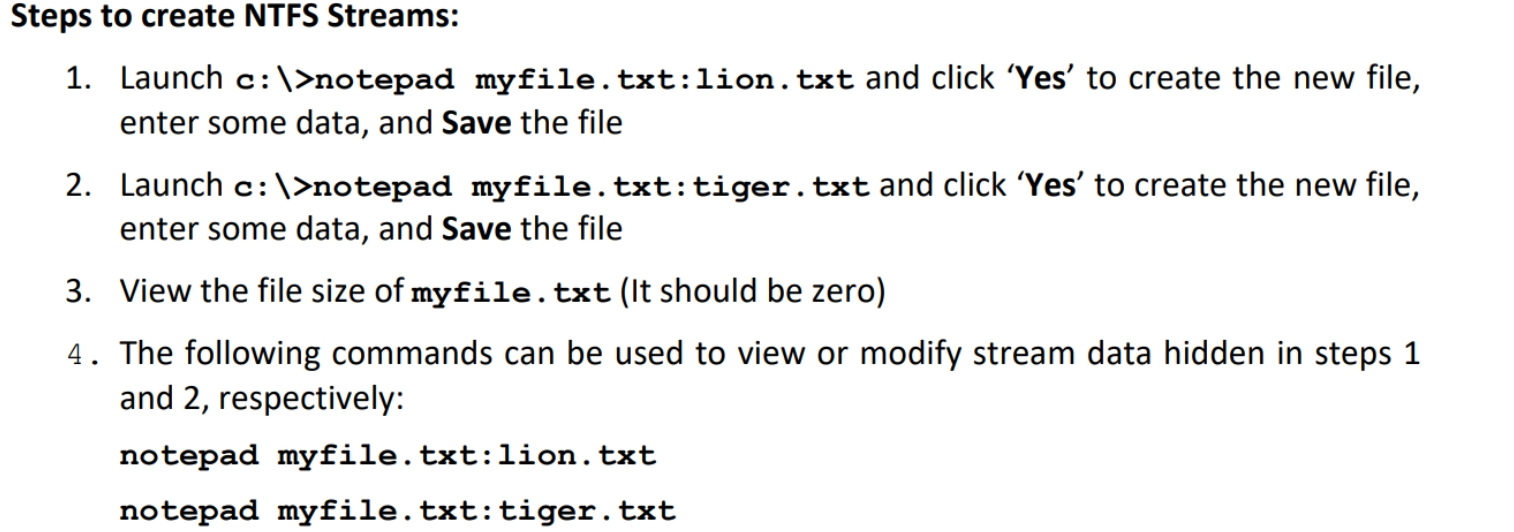 Steps to create NTFS Streams:
1. Launch c:\>notepad myfile.txt:lion.txt and click ‘Yes’ to create the new file,
enter some data, and Save the file
2. Launch c:\>notepad myfile.txt:tiger.txt and click ‘Yes’ to create the new file,
enter some data, and Save the file
3. View the file size of myfile.txt (It should be zero)
4. The following commands can be used to view or modify stream data hidden in steps 1
and 2, respectively:
notepad myfile.txt:lion.txt
notepad myfile.txt:tiger.txt